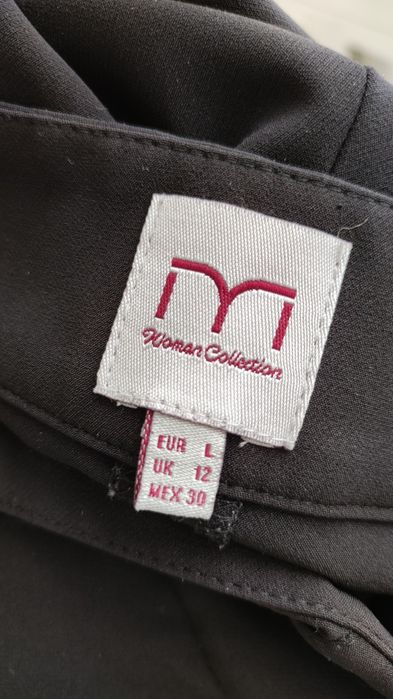 m
Woman Collection
EUR L
UK 12
MEX 30